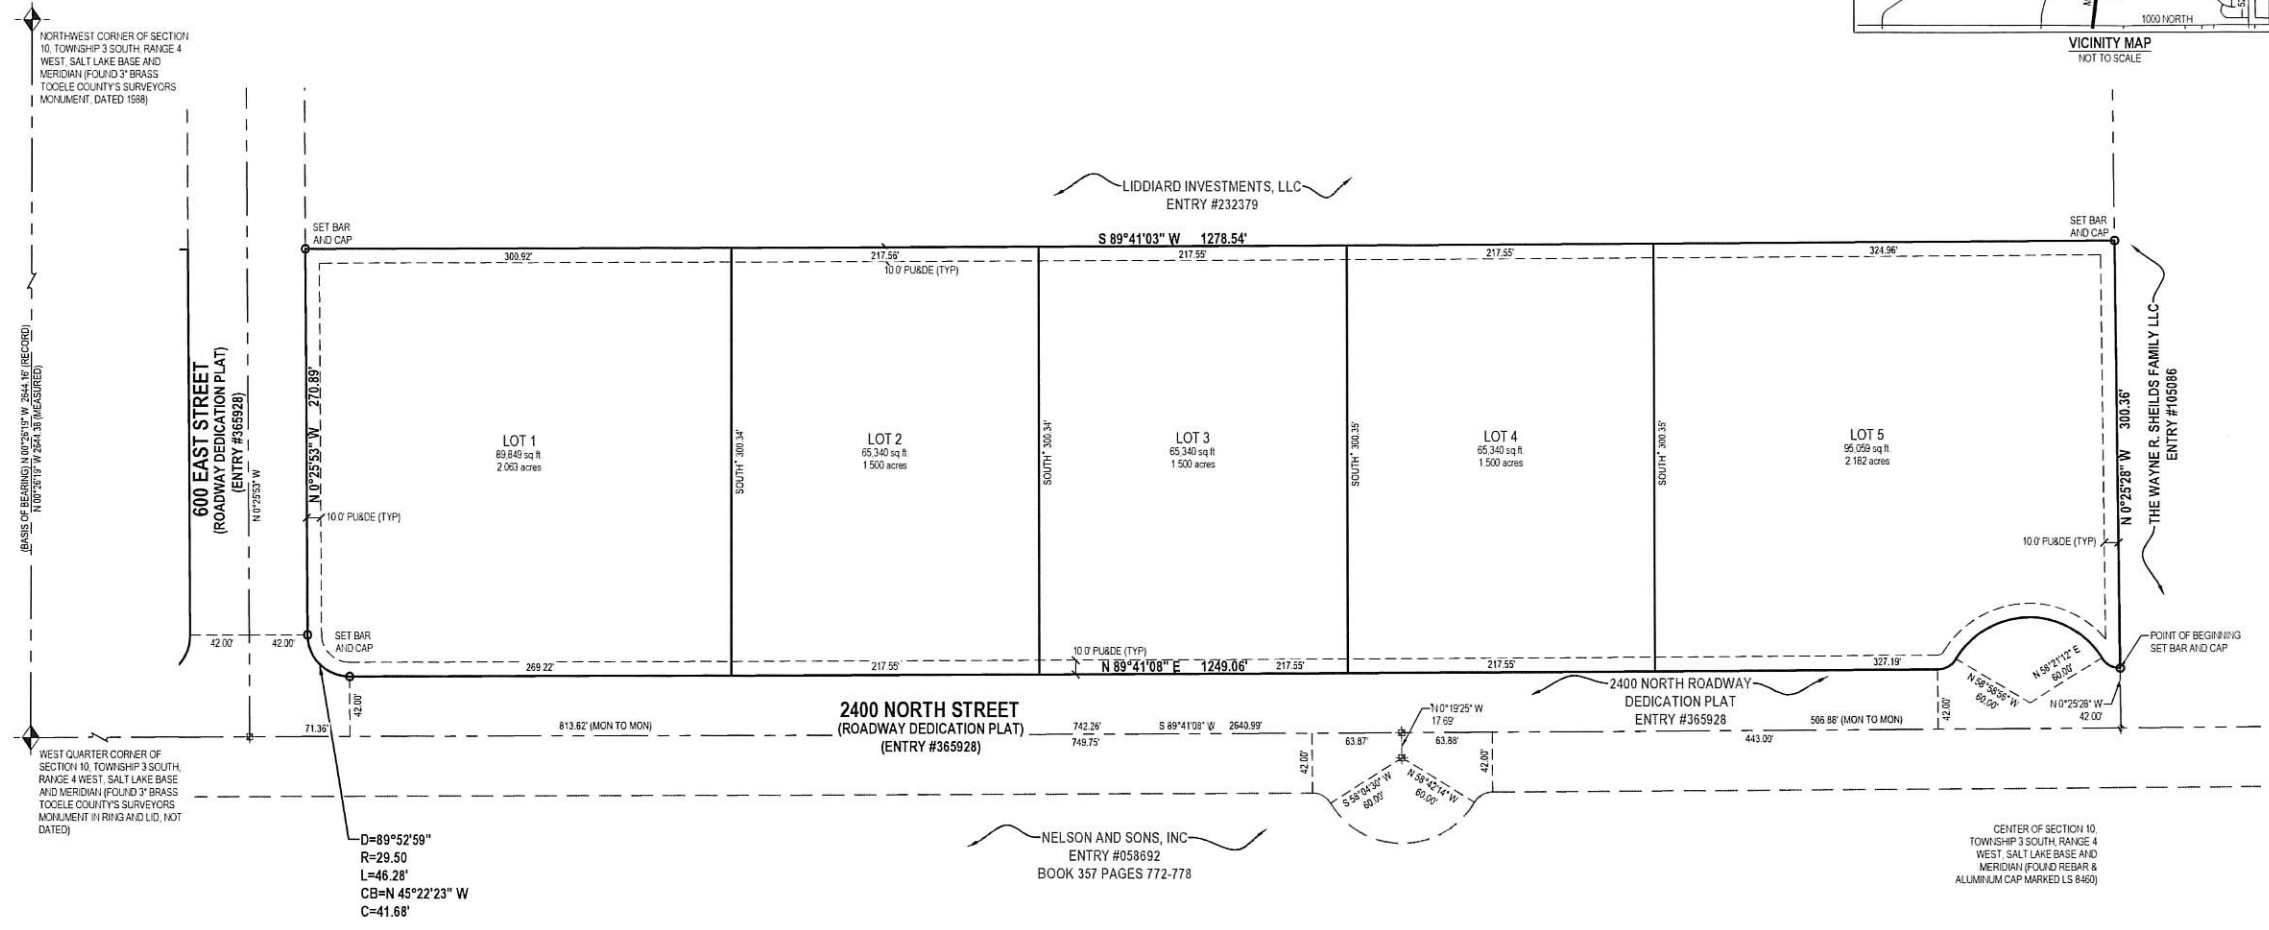 1000 NORTH
VICINITY MAP
NOT TO SCALE
NORTHWEST CORNER OF SECTION
10, TOWNSHIP 3 SOUTH, RANGE 4
WEST, SALT LAKE BASE AND
MERIDIAN (FOUND 3" BRASS
TOOELE COUNTY'S SURVEYORS
MONUMENT, DATED 1988)
LIDDIARD INVESTMENTS, LLC
ENTRY #232379
SET BAR
AND CAP
SET BAR
AND CAP
S 89°41'03" W 1278.54'
300.92'
217.56'
217.55'
217.55'
324.96'
10.0' PU&DE (TYP)
(BASIS OF BEARING) N 00°26'19" W 2644.16' (RECORD)
N 00°26'19" W 2644.38 (MEASURED)
600 EAST STREET
(ROADWAY DEDICATION PLAT)
(ENTRY #365928)
N 0°25'53" W
N 0°25'53" W 270.89'
10.0' PU&DE (TYP)
LOT 1
89,849 sq.ft.
2.063 acres
SOUTH° 300.34'
LOT 2
65,340 sq.ft.
1.500 acres
SOUTH° 300.34'
LOT 3
65,340 sq.ft.
1.500 acres
SOUTH° 300.35'
LOT 4
65,340 sq.ft.
1.500 acres
SOUTH° 300.35'
LOT 5
95,059 sq.ft.
2.182 acres
N 0°25'28" W 300.36'
THE WAYNE R. SHEILDS FAMILY LLC
ENTRY #105086
10.0' PU&DE (TYP)
42.00'
42.00'
SET BAR
AND CAP
10.0' PU&DE (TYP)
269.22'
217.55'
N 89°41'08" E 1249.06'
217.55'
217.55'
327.19'
POINT OF BEGINNING
SET BAR AND CAP
N 58°58'56" W
60.00'
N 58°21'12" E
60.00'
N 0°25'28" W
42.00'
42.00'
42.00'
2400 NORTH STREET
(ROADWAY DEDICATION PLAT)
(ENTRY #365928)
2400 NORTH ROADWAY
DEDICATION PLAT
ENTRY #365928
71.36'
813.62' (MON TO MON)
742.26'
749.75'
S 89°41'08" W 2640.99'
N 0°19'25" W
17.69'
63.87'
63.88'
506.88' (MON TO MON)
443.00'
42.00'
42.00'
S 58°04'30" W
60.00'
N 58°42'14" W
60.00'
WEST QUARTER CORNER OF
SECTION 10, TOWNSHIP 3 SOUTH,
RANGE 4 WEST, SALT LAKE BASE
AND MERIDIAN (FOUND 3" BRASS
TOOELE COUNTY'S SURVEYORS
MONUMENT IN RING AND LID, NOT
DATED)
D=89°52'59"
R=29.50
L=46.28'
CB=N 45°22'23" W
C=41.68'
NELSON AND SONS, INC
ENTRY #058692
BOOK 357 PAGES 772-778
CENTER OF SECTION 10,
TOWNSHIP 3 SOUTH, RANGE 4
WEST, SALT LAKE BASE AND
MERIDIAN (FOUND REBAR &
ALUMINUM CAP MARKED LS 8460)